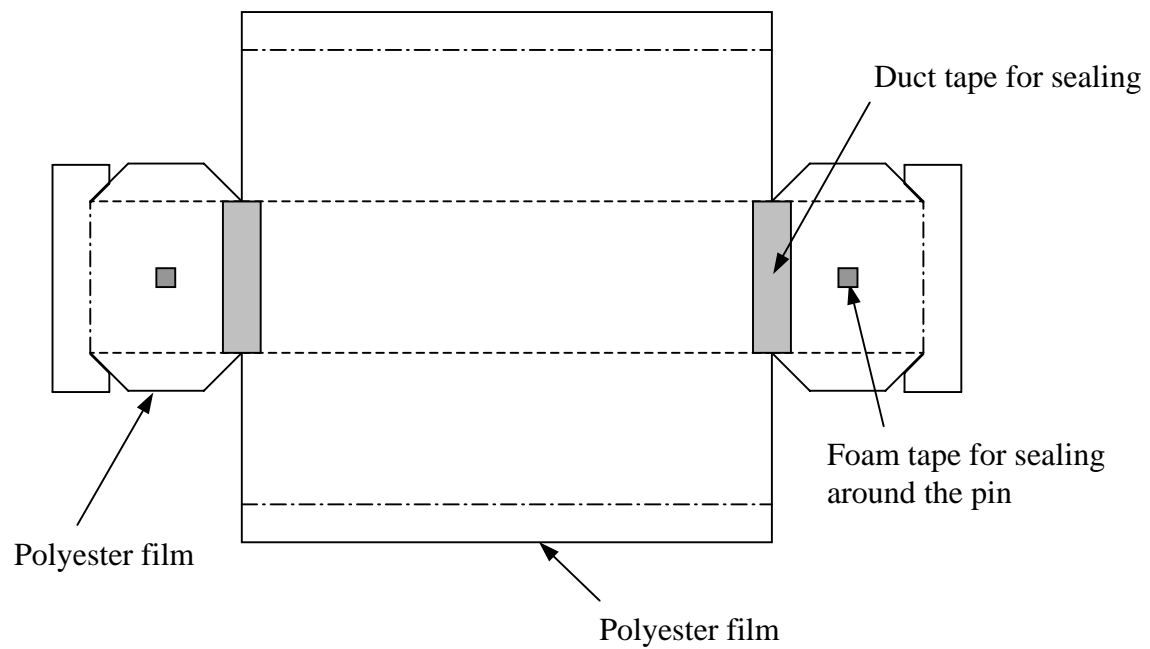 Duct tape for sealing
Foam tape for sealing
around the pin
Polyester film
Polyester film